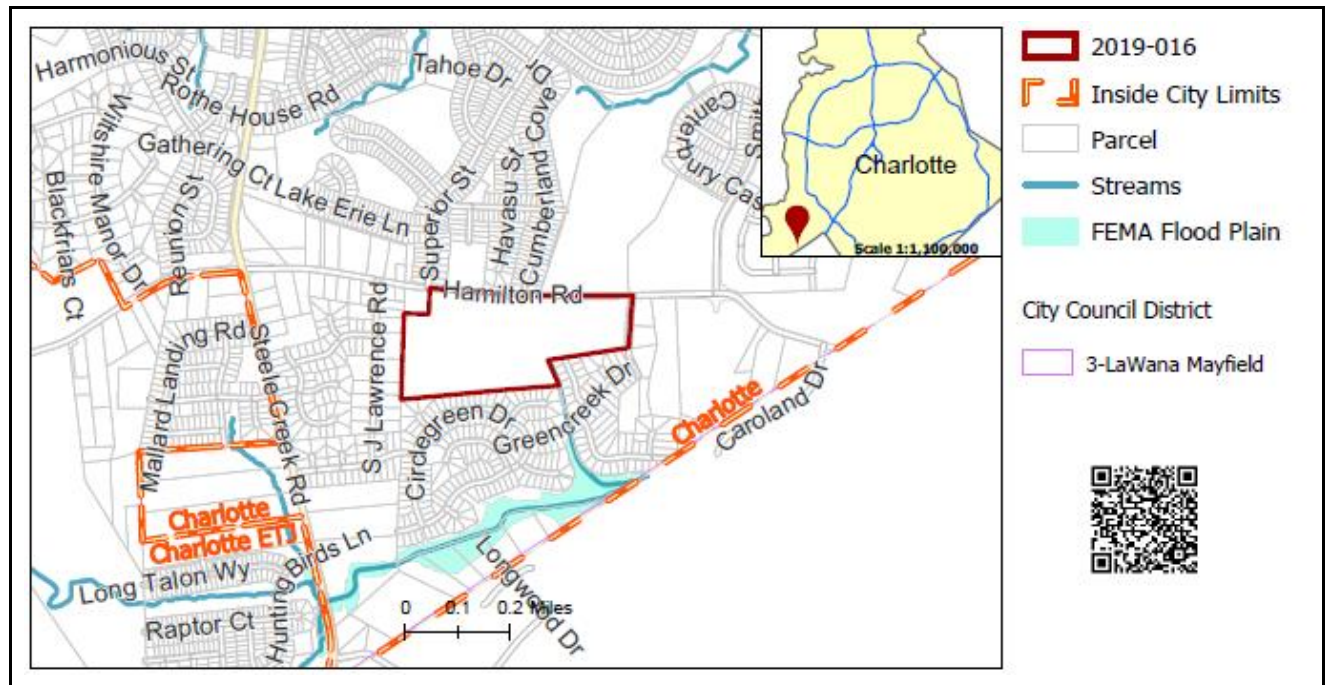 Harmonious St
Rothe House Rd
Tahoe Dr
Wiltshire Manor Dr
Gathering Ct
Lake Erie Ln
Blackfriars Ct
Rennion St
Superior St
Havasu St
Cumberland Cove Dr
Canterbury Cas
Smit
Charlotte
Scale 1:1,100,000
Hamilton Rd
Mallard Landing Rd
Steele Creek Rd
S J Lawrence Rd
Circlegreen Dr
Greencreek Dr
Charlotte
Caroland Dr
Charlotte
Charlotte ETJ
Long Talon Wy
Hunting Birds Ln
Raptor Ct
Longwood Dr
0 0.1 0.2 Miles
2019-016
Inside City Limits
Parcel
Streams
FEMA Flood Plain
City Council District
3-LaWana Mayfield